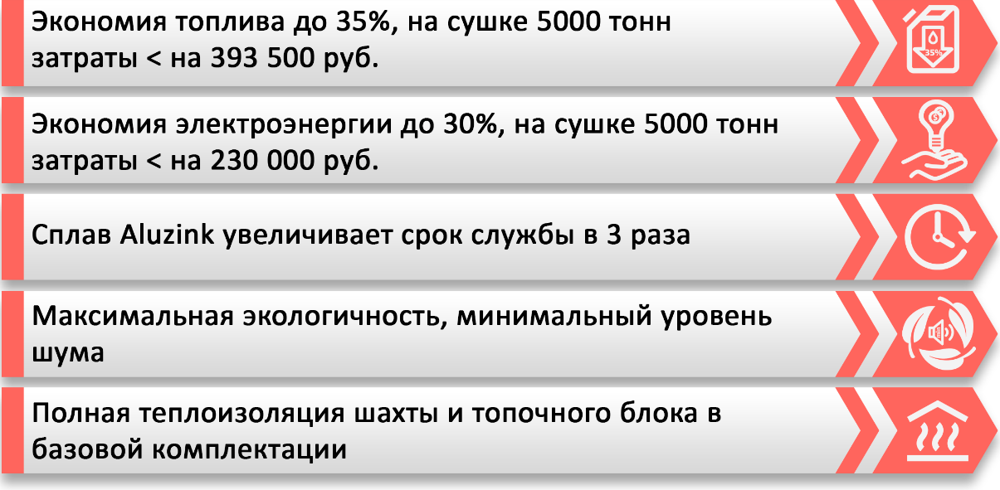 Экономия топлива до 35%, на сушке 5000 тонн
затраты < на 393 500 руб.
35%
Экономия электроэнергии до 30%, на сушке 5000 тонн
затраты < на 230 000 руб.
Сплав Aluzink увеличивает срок службы в 3 раза
Максимальная экологичность, минимальный уровень
шума
min
Полная теплоизоляция шахты и топочного блока в
базовой комплектации